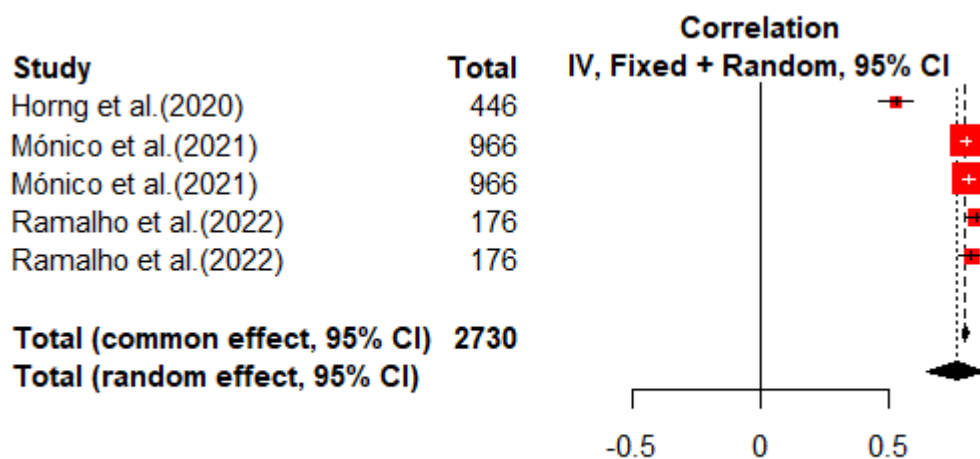 Correlation
Study Total IV, Fixed + Random, 95% CI
Horng et al.(2020) 446
Mónico et al.(2021) 966
Mónico et al.(2021) 966
Ramalho et al.(2022) 176
Ramalho et al.(2022) 176
Total (common effect, 95% CI) 2730
Total (random effect, 95% CI)
-0.5 0 0.5